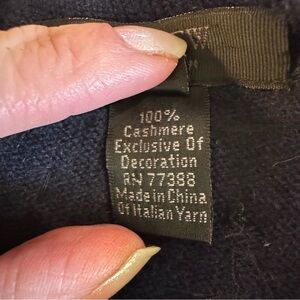 100%
Cashmere
Exclusive Of
Decoration
RN 77388
Made in China
Of Italian Yarn